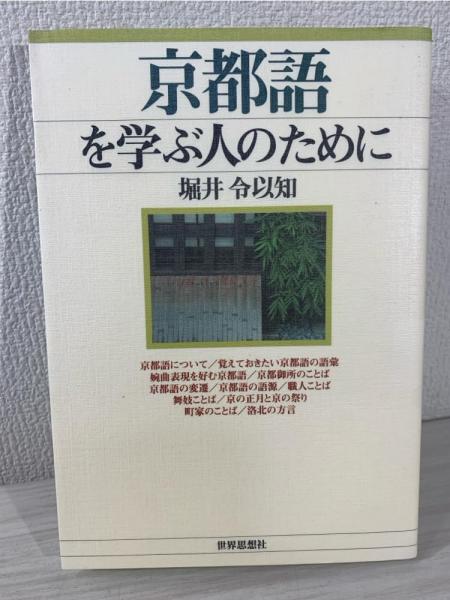 京都語
を学ぶ人のために
堀井 令以知
京都語について／覚えておきたい京都語の語彙
婉曲表現を好む京都語／京都御所のことば
京都語の変遷／京都語の語源／職人ことば
舞妓ことば／京の正月と京の祭り
町家のことば／洛北の方言
世界思想社